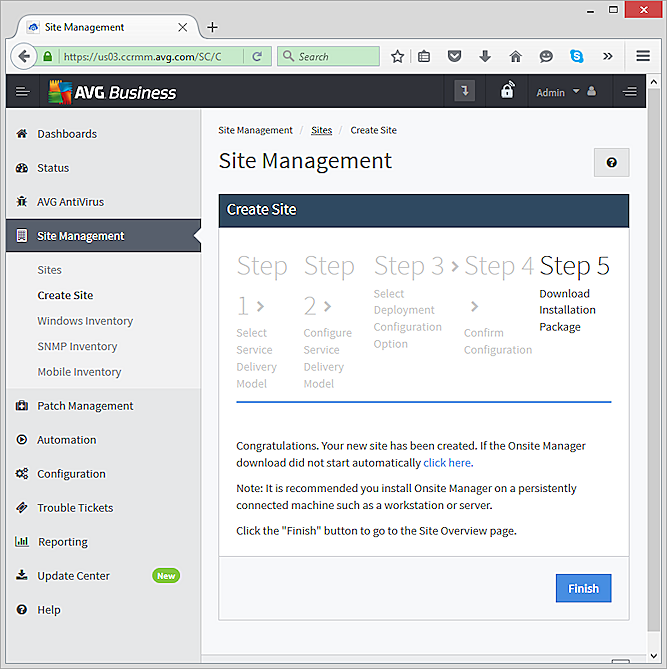 Site Management
https://us03.ccrmm.avg.com/SC/C
Search
AVG. Business
Admin
Dashboards
Status
AVG AntiVirus
Site Management
Sites
Create Site
Windows Inventory
SNMP Inventory
Mobile Inventory
Patch Management
Automation
Configuration
Trouble Tickets
Reporting
Update Center New
Help
Site Management / Sites / Create Site
Site Management
Create Site
Step
1
Select
Service
Delivery
Model
Step
2
Configure
Service
Delivery
Model
Step 3
Select
Deployment
Configuration
Option
Step 4
Confirm
Configuration
Step 5
Download
Installation
Package
Congratulations. Your new site has been created. If the Onsite Manager
download did not start automatically click here.
Note: It is recommended you install Onsite Manager on a persistently
connected machine such as a workstation or server.
Click the "Finish" button to go to the Site Overview page.
Finish